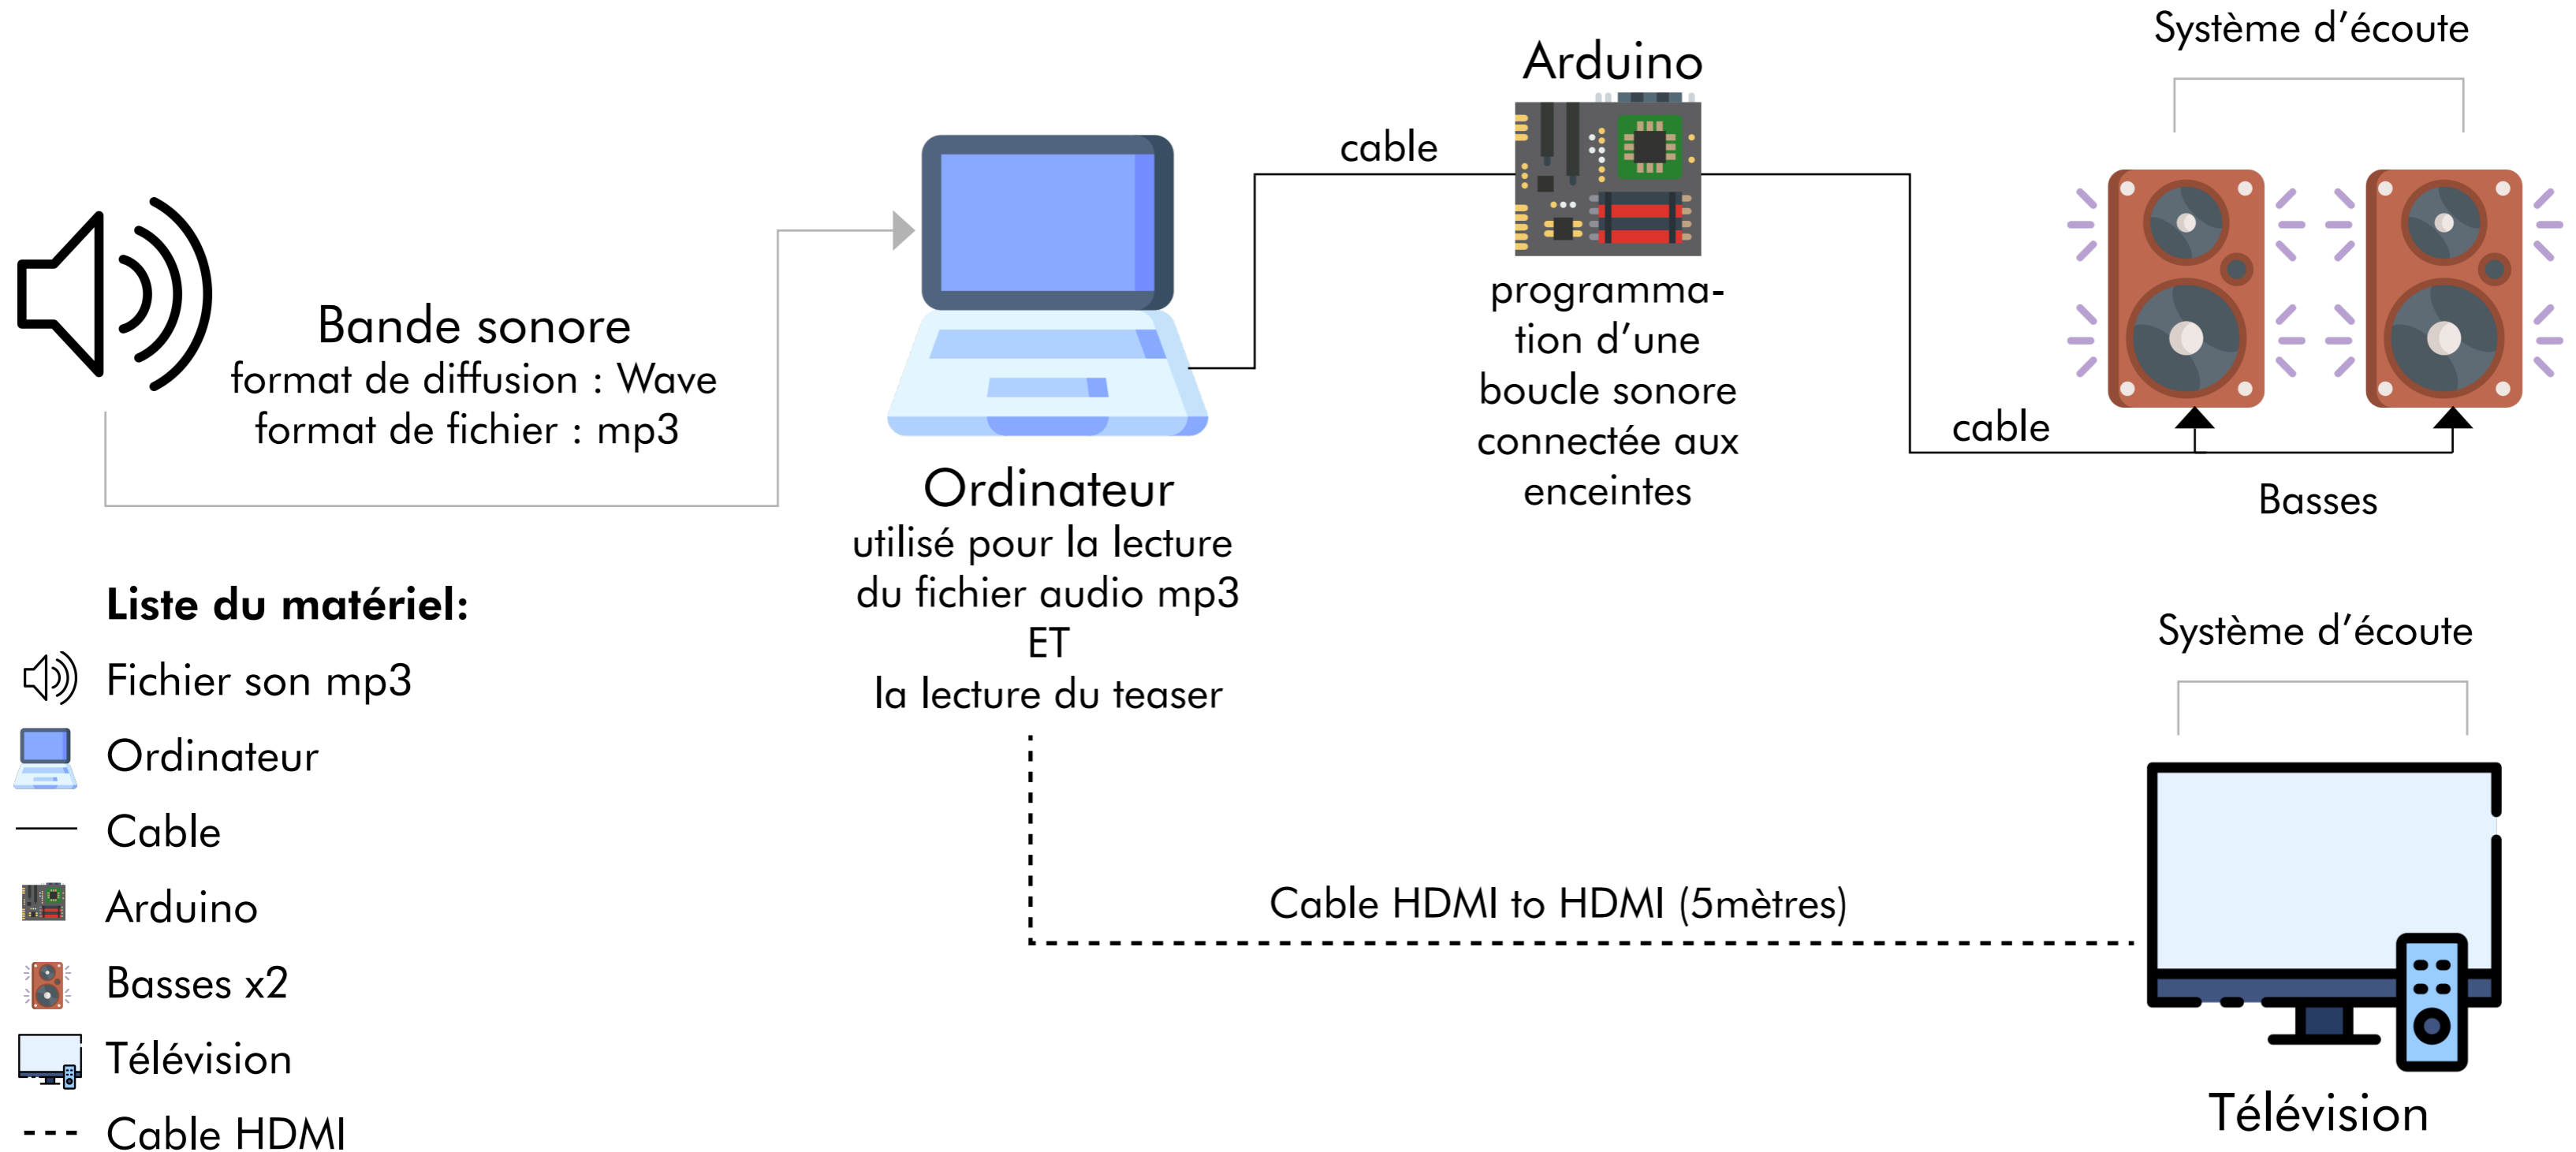 Système d'écoute
Arduino
cable
programma-
tion d'une
boucle sonore
connectée aux
enceintes
Bande sonore
format de diffusion : Wave
format de fichier : mp3
cable
Basses
Ordinateur
utilisé pour la lecture
du fichier audio mp3
ET
la lecture du teaser
Liste du matériel:
Fichier son mp3
Ordinateur
Cable
Arduino
Basses x2
Télévision
Cable HDMI
Système d'écoute
Cable HDMI to HDMI (5mètres)
Télévision